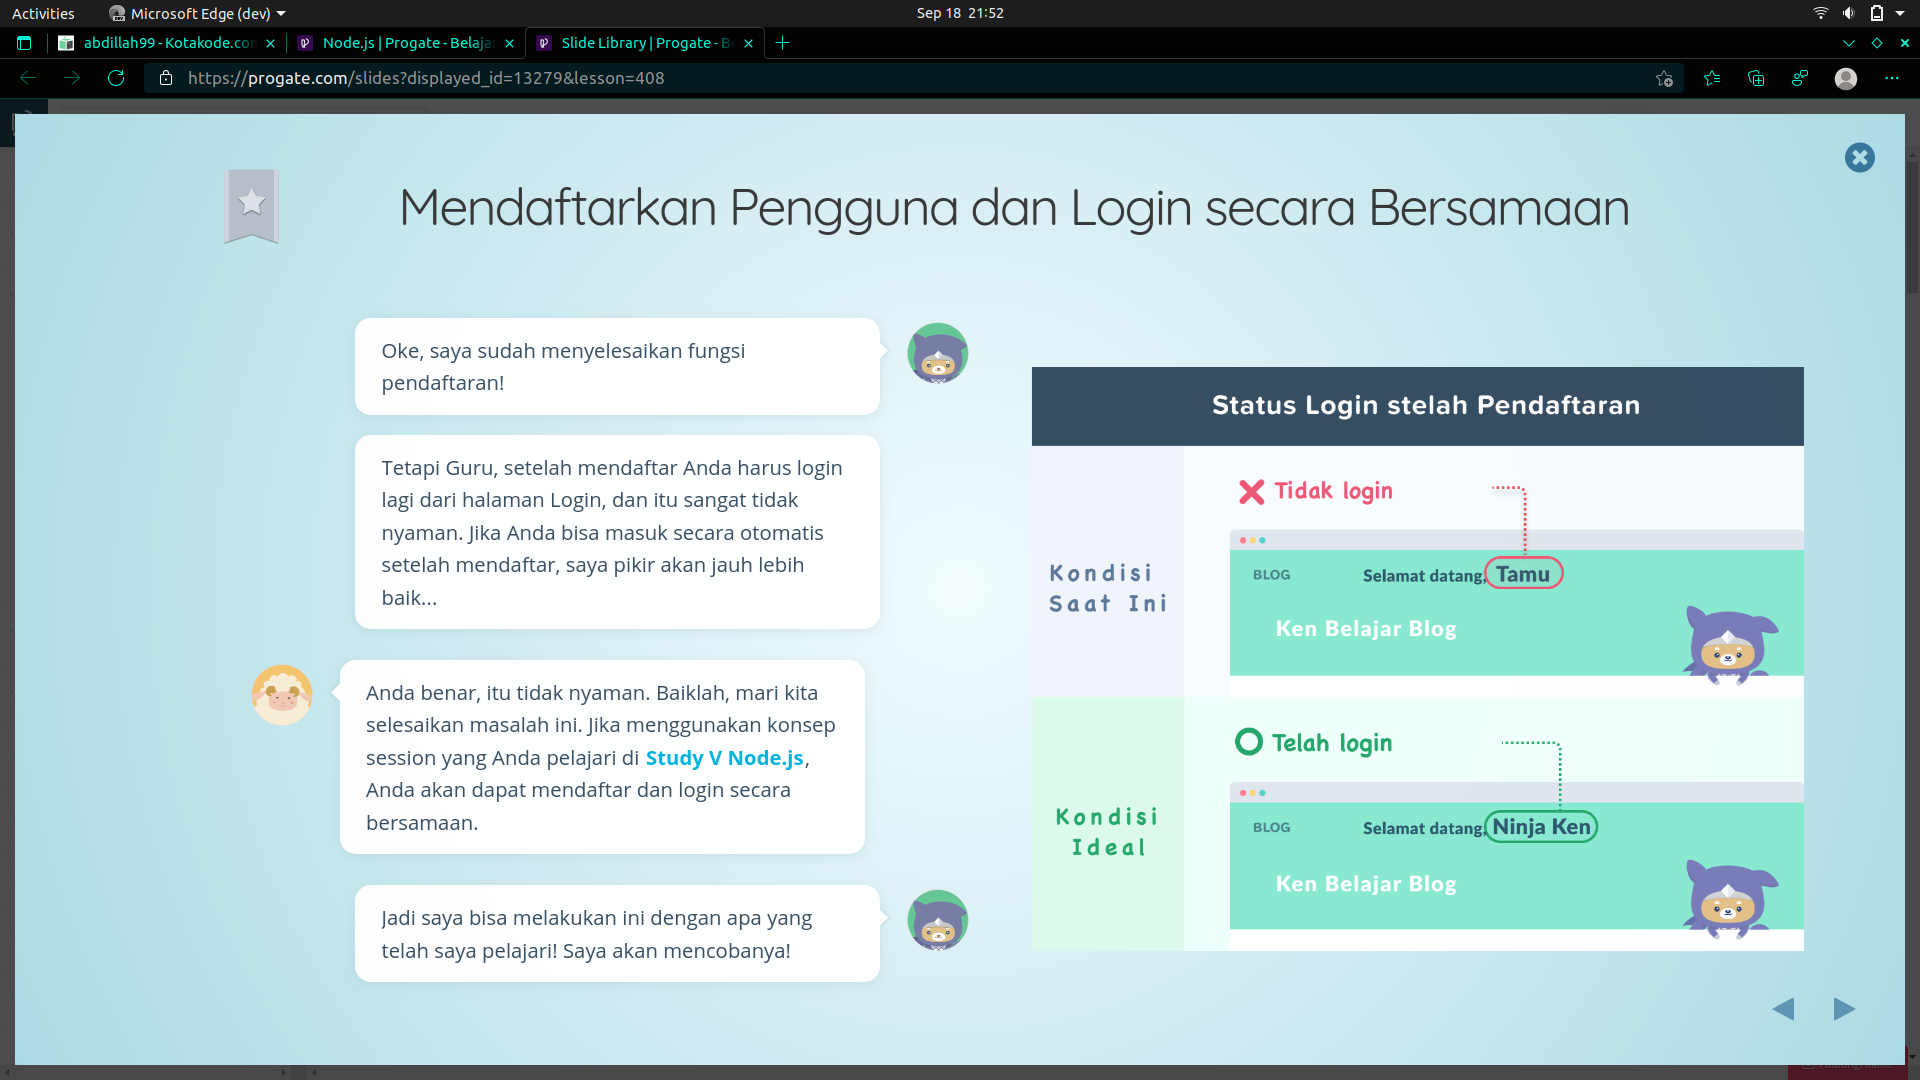 Activities
Microsoft Edge (dev)
Sep 18 21:52
abdillah99 - Kotakode.com
Node.js | Progate - Belaja
Slide Library | Progate - B
https://progate.com/slides?displayed_id=13279&lesson=408
Mendaftarkan Pengguna dan Login secara Bersamaan
Oke, saya sudah menyelesaikan fungsi
pendaftaran!
Tetapi Guru, setelah mendaftar Anda harus login
lagi dari halaman Login, dan itu sangat tidak
nyaman. Jika Anda bisa masuk secara otomatis
setelah mendaftar, saya pikir akan jauh lebih
baik...
Anda benar, itu tidak nyaman. Baiklah, mari kita
selesaikan masalah ini. Jika menggunakan konsep
session yang Anda pelajari di Study V Node.js,
Anda akan dapat mendaftar dan login secara
bersamaan.
Jadi saya bisa melakukan ini dengan apa yang
telah saya pelajari! Saya akan mencobanya!
Status Login stelah Pendaftaran
Kondisi
Saat Ini
Tidak login
BLOG
Selamat datang, Tamu
Ken Belajar Blog
Kondisi
Ideal
Telah login
BLOG
Selamat datang, Ninja Ken
Ken Belajar Blog